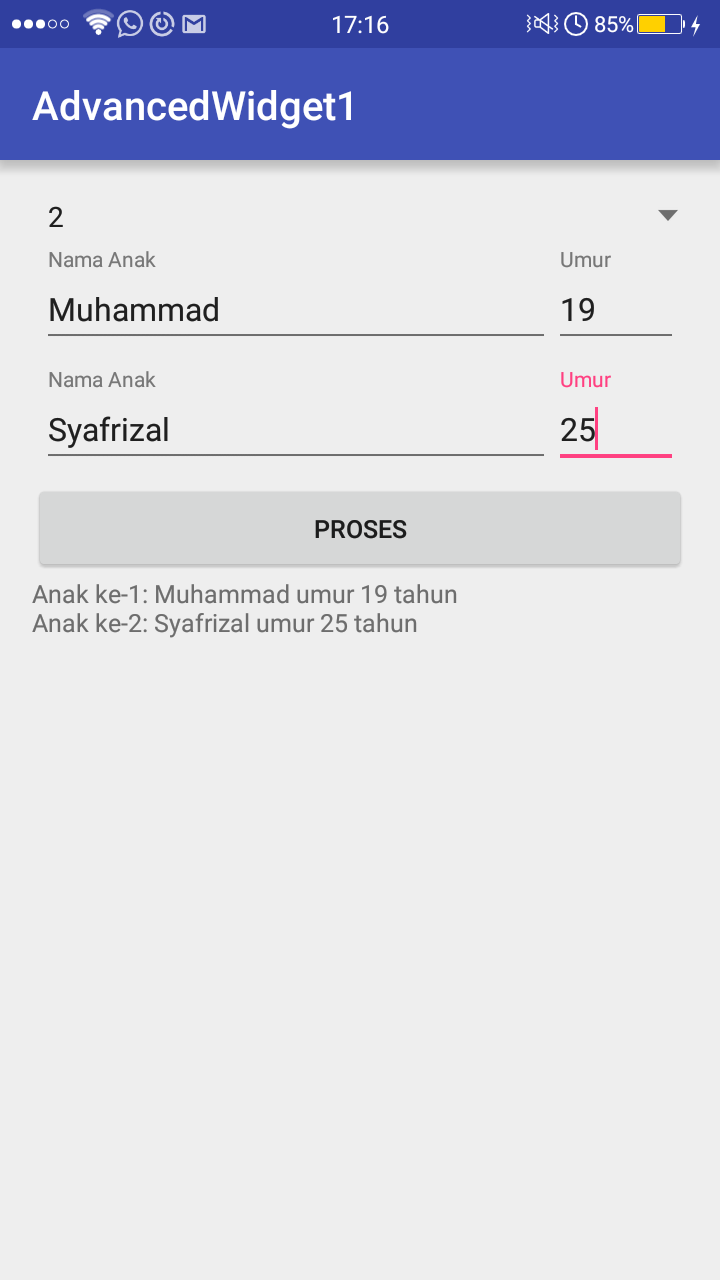 17:16 85%
AdvancedWidget1
2
Nama Anak Umur
Muhammad 19
Nama Anak Umur
Syafrizal 25
PROSES
Anak ke-1: Muhammad umur 19 tahun
Anak ke-2: Syafrizal umur 25 tahun